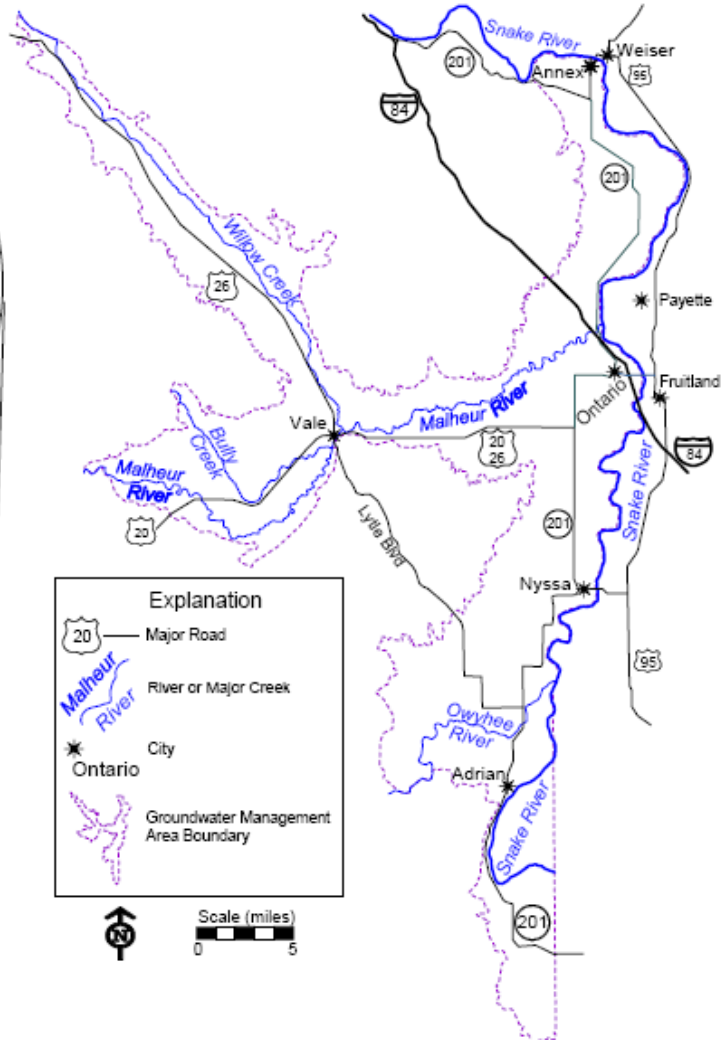 Snake River
Weiser
Annex
201
95
84
201
Willow Creek
26
Payette
Fruitland
Ontario
Malheur River
Vale
20
26
84
Bully
Creek
Malheur
River
20
Lytle Blvd
201
Snake River
Nyssa
95
Owyhee
River
Adrian
Snake River
201
Explanation
20
Major Road
Malheur
River
River or Major Creek
City
Ontario
Groundwater Management
Area Boundary
N
Scale (miles)
0 5